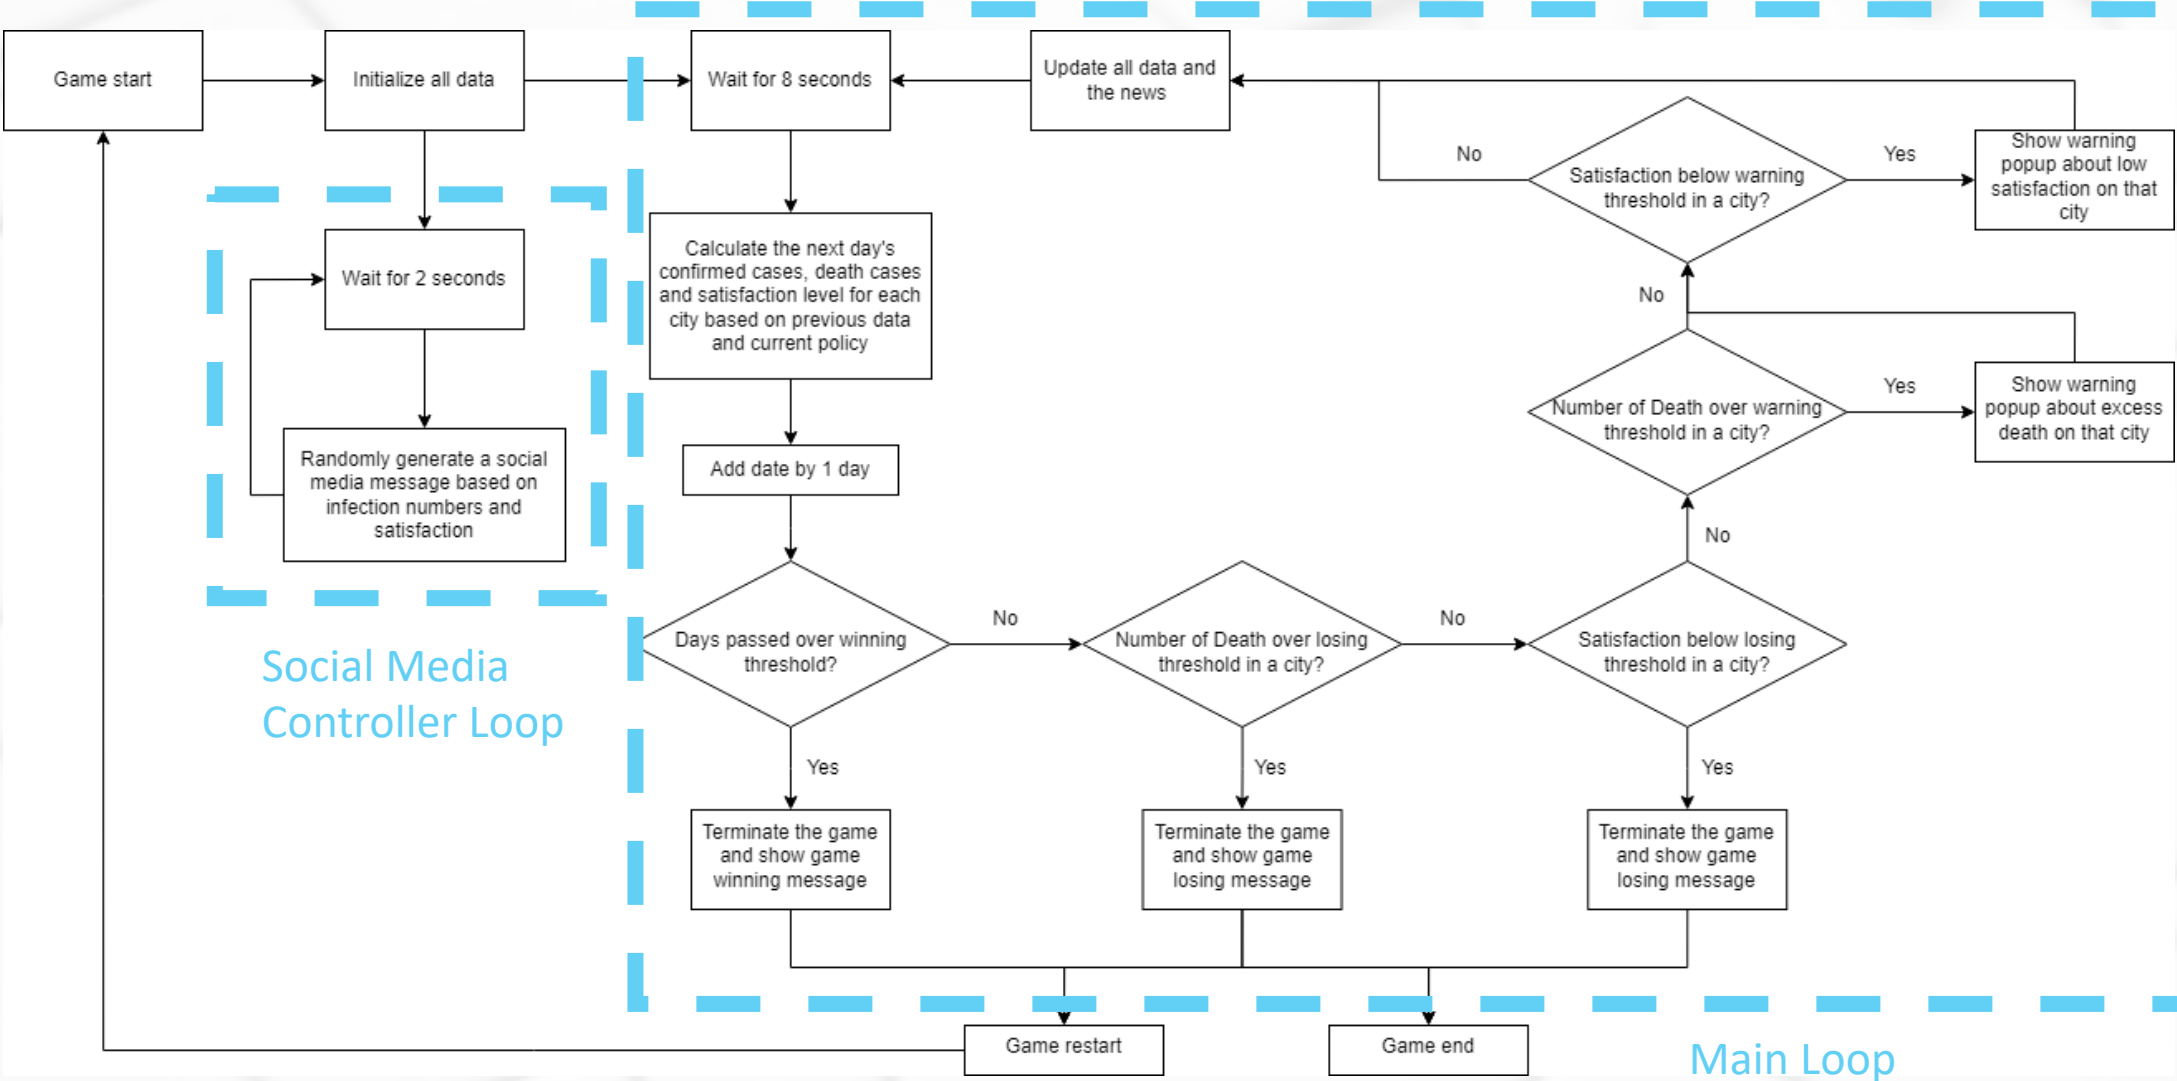 Game start
Initialize all data
Wait for 8 seconds
Update all data and
the news
No
Satisfaction below warning
threshold in a city?
Yes
Show warning
popup about low
satisfaction on that
city
Wait for 2 seconds
Calculate the next day's
confirmed cases, death cases
and satisfaction level for each
city based on previous data
and current policy
No
Number of Death over warning
threshold in a city?
Yes
Show warning
popup about excess
death on that city
Randomly generate a social
media message based on
infection numbers and
satisfaction
Add date by 1 day
No
Social Media
Controller Loop
Days passed over winning
threshold?
No
Number of Death over losing
threshold in a city?
No
Satisfaction below losing
threshold in a city?
Yes
Yes
Yes
Terminate the game
and show game
winning message
Terminate the game
and show game
losing message
Terminate the game
and show game
losing message
Game restart
Game end
Main Loop